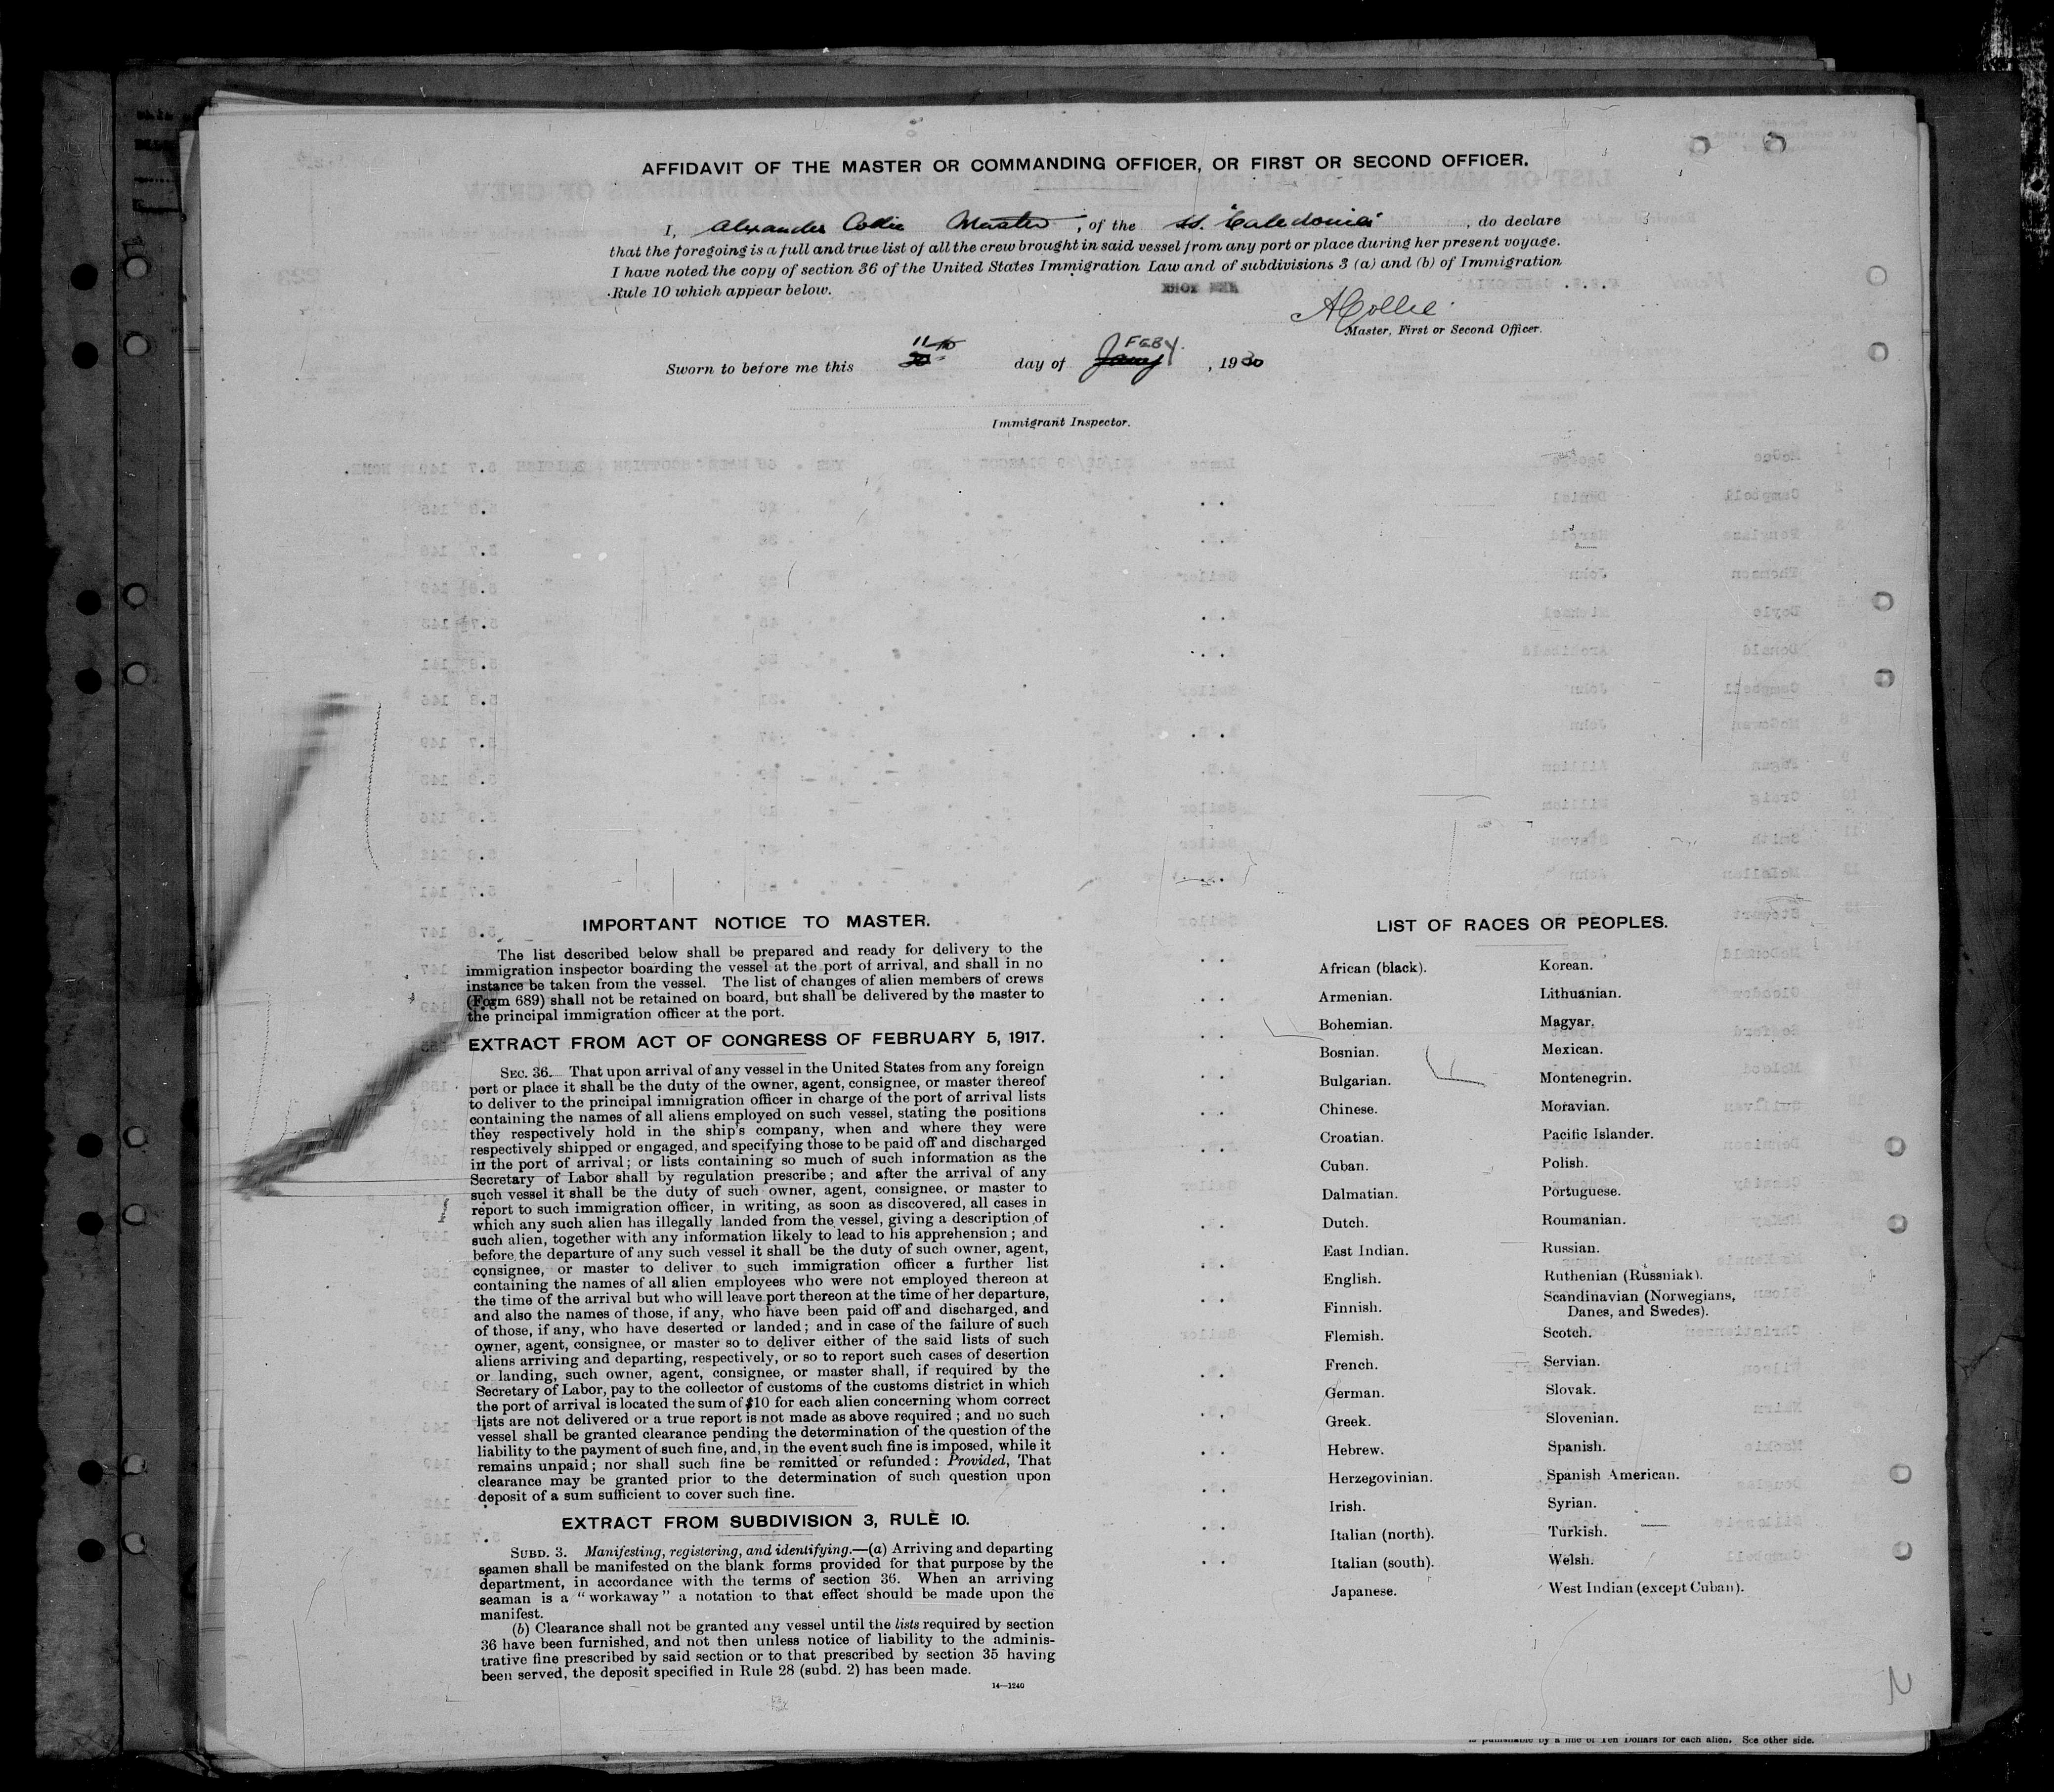 AFFIDAVIT OF THE MASTER OR COMMANDING OFFICER, OR FIRST OR SECOND OFFICER.
I, Alexander Collie Master, of the SS. "Caledonia", do declare
that the foregoing is a full and true list of all the crew brought in said vessel from any port or place during her present voyage.
I have noted the copy of section 36 of the United States Immigration Law and of subdivisions 3 (a) and (b) of Immigration
Rule 10 which appear below.
A Collie
Master, First or Second Officer.
11th FEBY.
Sworn to before me this day of Jany, 1930
Immigrant Inspector.
IMPORTANT NOTICE TO MASTER.
The list described below shall be prepared and ready for delivery to the
immigration inspector boarding the vessel at the port of arrival, and shall in no
instance be taken from the vessel. The list of changes of alien members of crews
(Form 689) shall not be retained on board, but shall be delivered by the master to
the principal immigration officer at the port.
EXTRACT FROM ACT OF CONGRESS OF FEBRUARY 5, 1917.
SEC. 36. That upon arrival of any vessel in the United States from any foreign
port or place it shall be the duty of the owner, agent, consignee, or master thereof
to deliver to the principal immigration officer in charge of the port of arrival lists
containing the names of all aliens employed on such vessel, stating the positions
they respectively hold in the ship's company, when and where they were
respectively shipped or engaged, and specifying those to be paid off and discharged
in the port of arrival; or lists containing so much of such information as the
Secretary of Labor shall by regulation prescribe; and after the arrival of any
such vessel it shall be the duty of such owner, agent, consignee, or master to
report to such immigration officer, in writing, as soon as discovered, all cases in
which any such alien has illegally landed from the vessel, giving a description of
such alien, together with any information likely to lead to his apprehension; and
before the departure of any such vessel it shall be the duty of such owner, agent,
consignee, or master to deliver to such immigration officer a further list
containing the names of all alien employees who were not employed thereon at
the time of the arrival but who will leave port thereon at the time of her departure,
and also the names of those, if any, who have been paid off and discharged, and
of those, if any, who have deserted or landed; and in case of the failure of such
owner, agent, consignee, or master so to deliver either of the said lists of such
aliens arriving and departing, respectively, or so to report such cases of desertion
or landing, such owner, agent, consignee, or master shall, if required by the
Secretary of Labor, pay to the collector of customs of the customs district in which
the port of arrival is located the sum of $10 for each alien concerning whom correct
lists are not delivered or a true report is not made as above required; and no such
vessel shall be granted clearance pending the determination of the question of the
liability to the payment of such fine, and, in the event such fine is imposed, while it
remains unpaid; nor shall such fine be remitted or refunded: Provided, That
clearance may be granted prior to the determination of such question upon
deposit of a sum sufficient to cover such fine.
EXTRACT FROM SUBDIVISION 3, RULE 10.
SUBD. 3. Manifesting, registering, and identifying.—(a) Arriving and departing
seamen shall be manifested on the blank forms provided for that purpose by the
department, in accordance with the terms of section 36. When an arriving
seaman is a "workaway" a notation to that effect should be made upon the
manifest.
(b) Clearance shall not be granted any vessel until the lists required by section
36 have been furnished, and not then unless notice of liability to the adminis-
trative fine prescribed by said section or to that prescribed by section 35 having
been served, the deposit specified in Rule 28 (subd. 2) has been made.
14—1240
LIST OF RACES OR PEOPLES.
African (black).
Armenian.
Bohemian.
Bosnian.
Bulgarian.
Chinese.
Croatian.
Cuban.
Dalmatian.
Dutch.
East Indian.
English.
Finnish.
Flemish.
French.
German.
Greek.
Hebrew.
Herzegovinian.
Irish.
Italian (north).
Italian (south).
Japanese.
Korean.
Lithuanian.
Magyar.
Mexican.
Montenegrin.
Moravian.
Pacific Islander.
Polish.
Portuguese.
Roumanian.
Russian.
Ruthenian (Russniak).
Scandinavian (Norwegians,
Danes, and Swedes).
Scotch.
Servian.
Slovak.
Slovenian.
Spanish.
Spanish American.
Syrian.
Turkish.
Welsh.
West Indian (except Cuban).
2
is punishable by a fine of Ten Dollars for each alien. See other side.